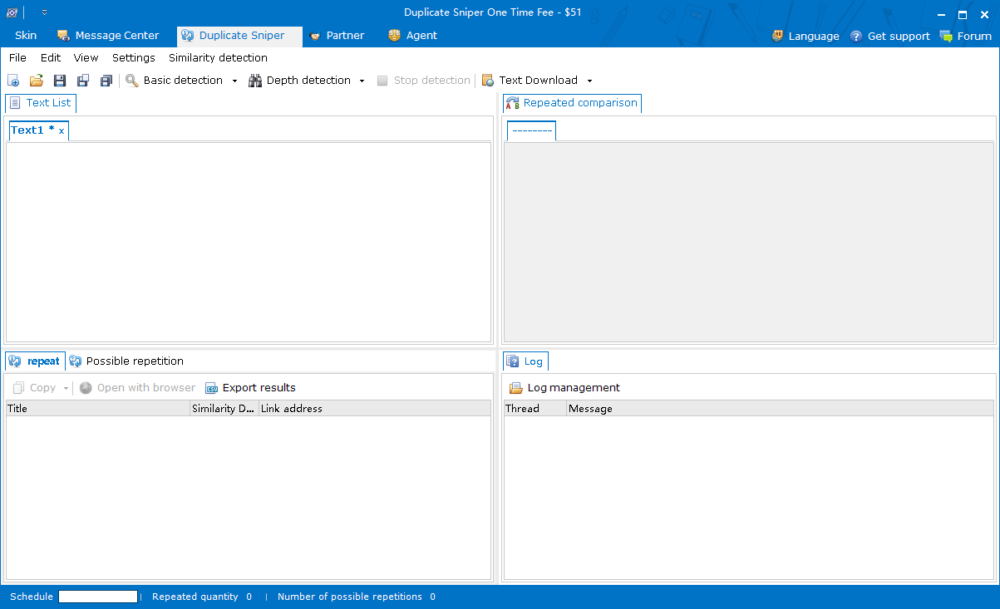 Duplicate Sniper One Time Fee - $51
Skin Message Center Duplicate Sniper Partner Agent Language Get support Forum
File Edit View Settings Similarity detection
Basic detection Depth detection Stop detection Text Download
Text List
Repeated comparison
Text1 * x
--------
repeat Possible repetition
Log
Copy Open with browser Export results
Log management
Title Similarity D... Link address
Thread Message
Schedule | Repeated quantity 0 | Number of possible repetitions 0